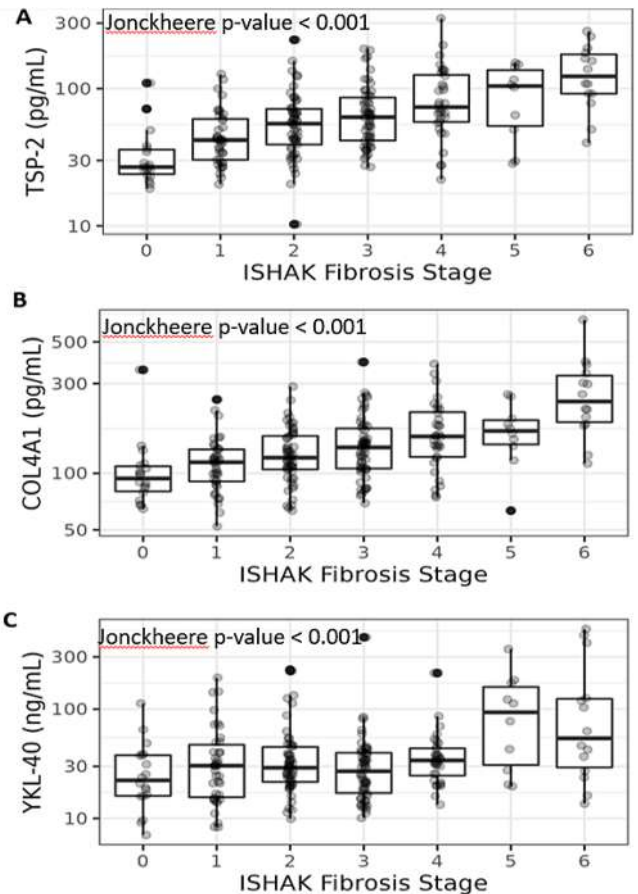 A
Jonckheere p-value < 0.001
TSP-2 (pg/mL)
300
100
30
10
0 1 2 3 4 5 6
ISHAK Fibrosis Stage
B
Jonckheere p-value < 0.001
COL4A1 (pg/mL)
500
300
100
50
0 1 2 3 4 5 6
ISHAK Fibrosis Stage
C
Jonckheere p-value < 0.001
YKL-40 (ng/mL)
300
100
30
10
0 1 2 3 4 5 6
ISHAK Fibrosis Stage